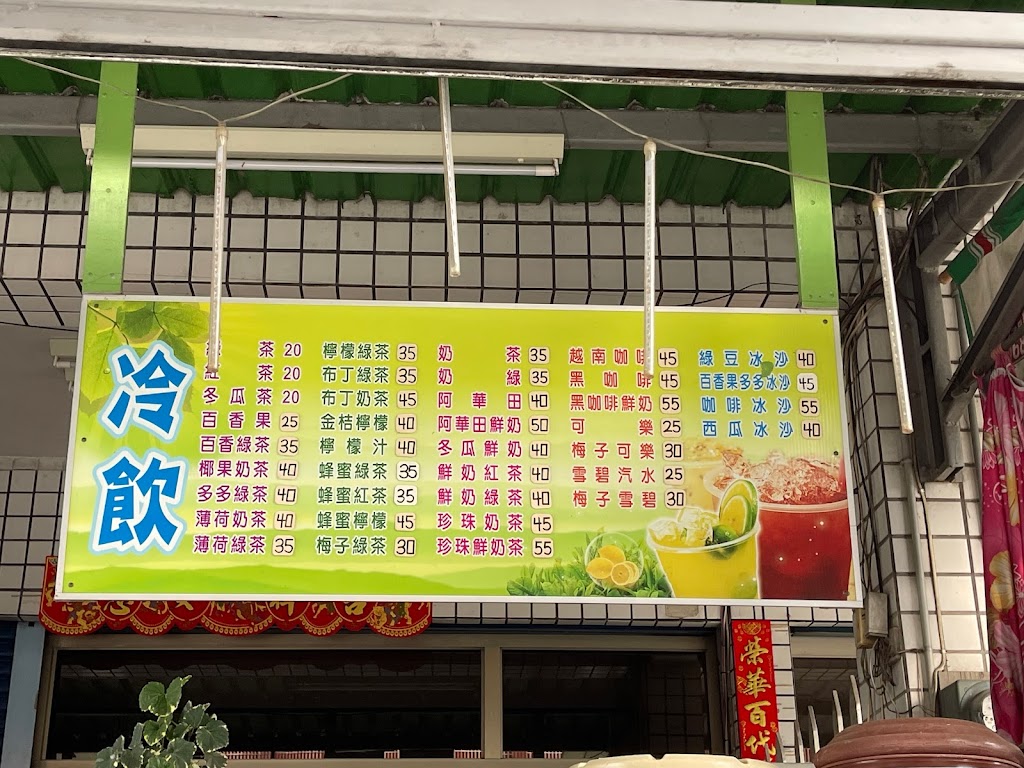 冷飲
綠茶 20
紅茶 20
冬瓜茶 20
百香果 25
百香綠茶 35
椰果奶茶 40
多多綠茶 40
薄荷奶茶 40
薄荷綠茶 35
檸檬綠茶 35
布丁綠茶 35
布丁奶茶 45
金桔檸檬 40
檸檬汁 40
蜂蜜綠茶 35
蜂蜜紅茶 35
蜂蜜檸檬 45
梅子綠茶 30
奶茶 35
奶綠 35
阿華田 40
阿華田鮮奶 50
冬瓜鮮奶 40
鮮奶紅茶 40
鮮奶綠茶 40
珍珠奶茶 45
珍珠鮮奶茶 55
越南咖啡 45
黑咖啡 45
黑咖啡鮮奶 55
可樂 25
梅子可樂 30
雪碧汽水 25
梅子雪碧 30
綠豆冰沙 40
百香果多多冰沙 45
咖啡冰沙 55
西瓜冰沙 40
榮華百代